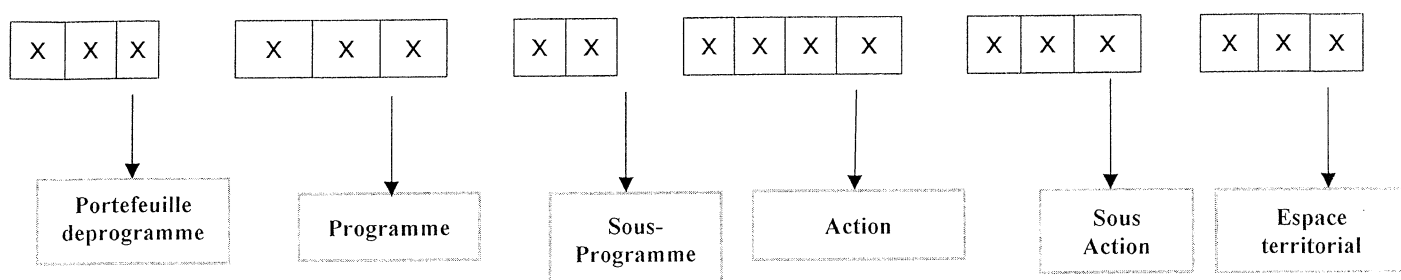 X X X X X X X X X X X X X X X X X X
Portefeuille
deprogramme
Programme
Sous-
Programme
Action
Sous
Action
Espace
territorial